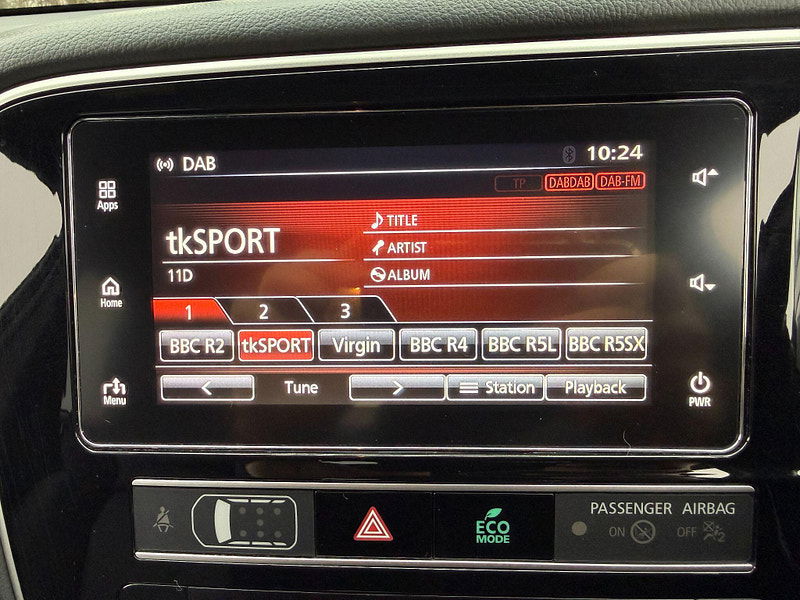 DAB
10:24
TP DABDAB DAB-FM
Apps
tkSPORT
TITLE
ARTIST
11D
ALBUM
Home
1 2 3
BBC R2 tkSPORT Virgin BBC R4 BBC R5L BBC R5SX
Menu
< Tune > Station Playback
PWR
PASSENGER AIRBAG
ECO
MODE
ON OFF